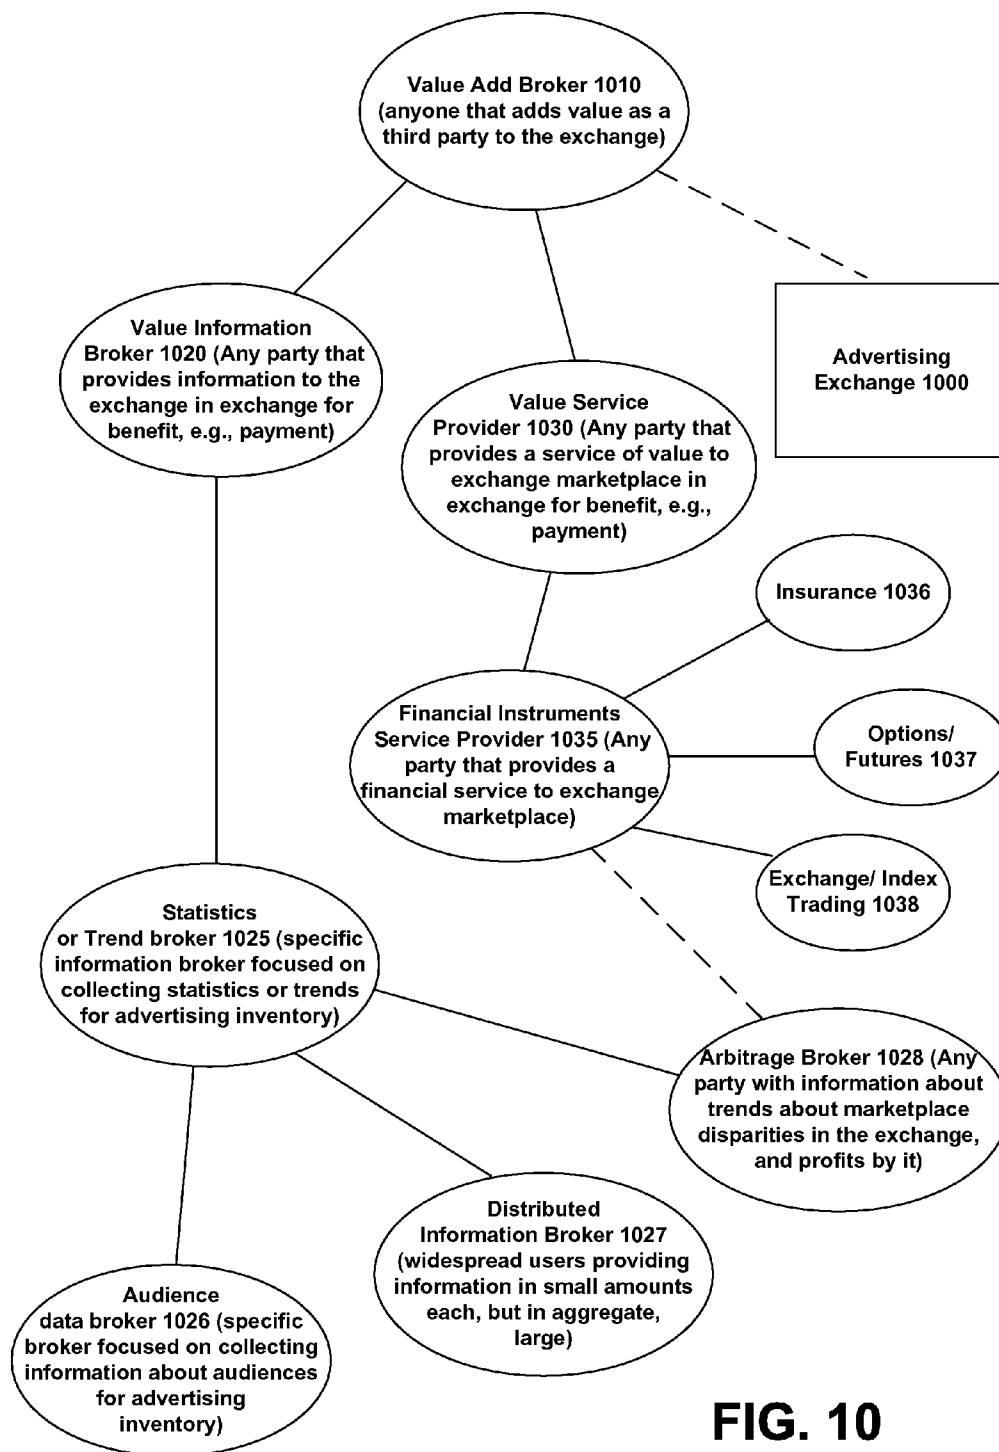 Value Add Broker 1010
(anyone that adds value as a
third party to the exchange)
Value Information
Broker 1020 (Any party that
provides information to the
exchange in exchange for
benefit, e.g., payment)
Advertising
Exchange 1000
Value Service
Provider 1030 (Any party that
provides a service of value to
exchange marketplace in
exchange for benefit, e.g.,
payment)
Insurance 1036
Financial Instruments
Service Provider 1035 (Any
party that provides a
financial service to exchange
marketplace)
Options/
Futures 1037
Exchange/ Index
Trading 1038
Statistics
or Trend broker 1025 (specific
information broker focused on
collecting statistics or trends
for advertising inventory)
Arbitrage Broker 1028 (Any
party with information about
trends about marketplace
disparities in the exchange,
and profits by it)
Distributed
Information Broker 1027
(widespread users providing
information in small amounts
each, but in aggregate,
large)
Audience
data broker 1026 (specific
broker focused on collecting
information about audiences
for advertising
inventory)
FIG. 10